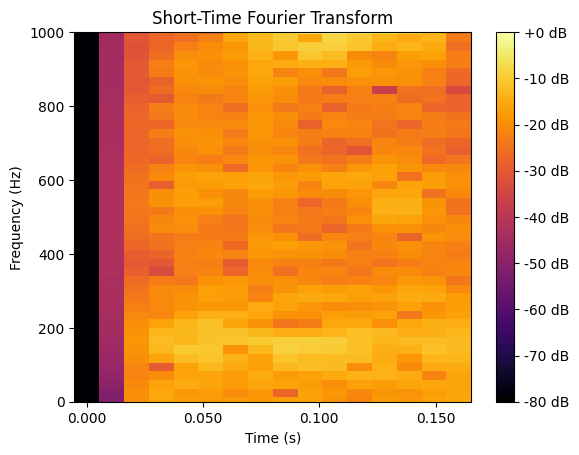 Short-Time Fourier Transform
1000
800
600
400
200
0
Frequency (Hz)
0.000
0.050
0.100
0.150
Time (s)
+0 dB
-10 dB
-20 dB
-30 dB
-40 dB
-50 dB
-60 dB
-70 dB
-80 dB